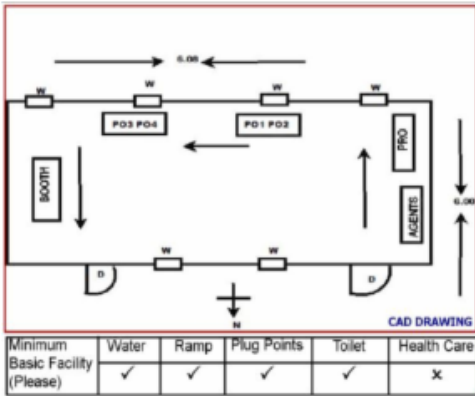 6.08
W W W W
PO3 PO4 PO1 PO2
PRO
BOOTH
AGENTS
6.00
W W
D D
N
CAD DRAWING
Minimum Basic Facility (Please) Water Ramp Plug Points Toilet Health Care
✓ ✓ ✓ ✓ x